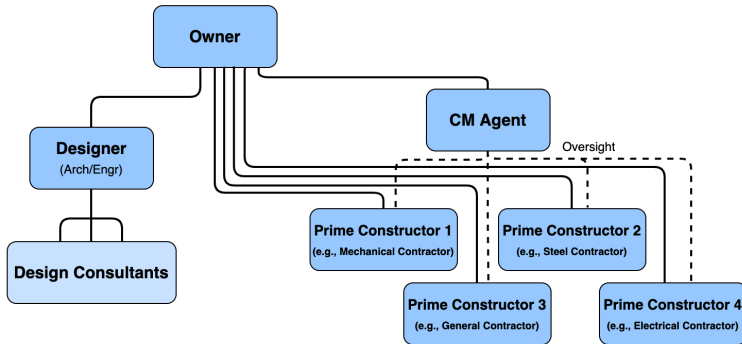 Owner
CM Agent
Designer
(Arch/Engr)
Oversight
Prime Constructor 1
(e.g., Mechanical Contractor)
Prime Constructor 2
(e.g., Steel Contractor)
Design Consultants
Prime Constructor 3
(e.g., General Contractor)
Prime Constructor 4
(e.g., Electrical Contractor)